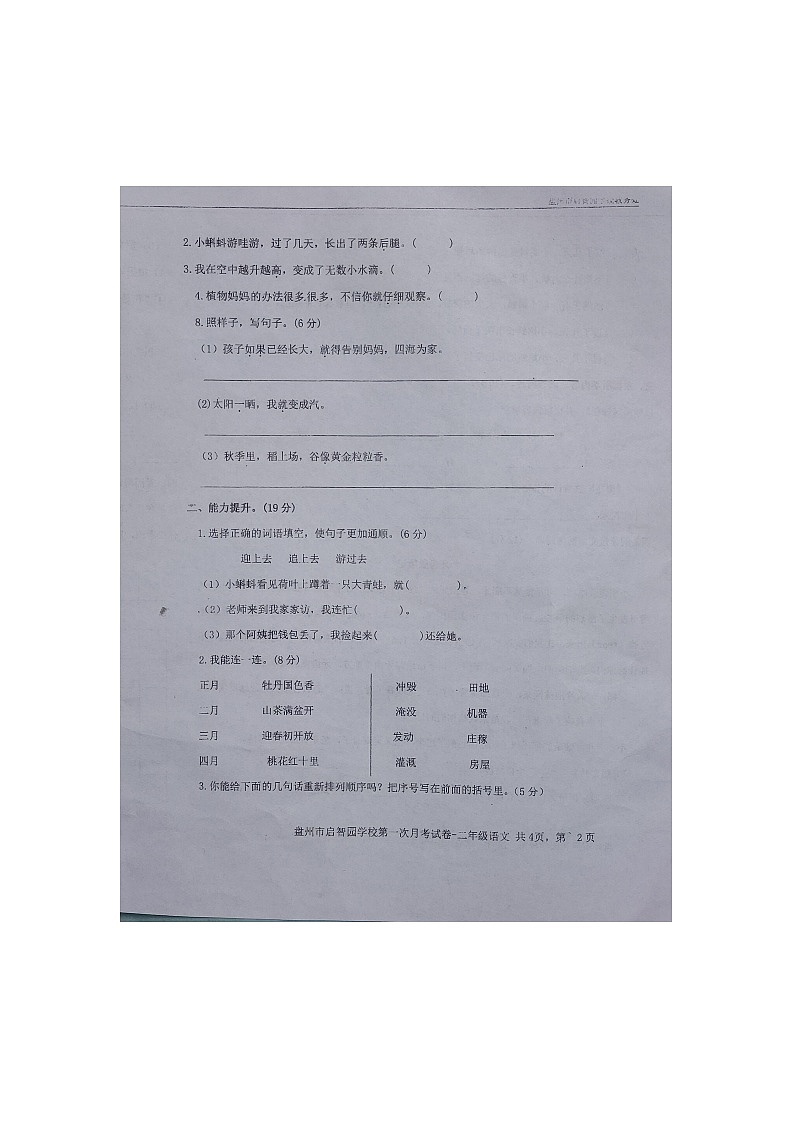 2.小蝌蚪游哇游，过了几天，长出了两条后腿。(      )
3.我在空中越升越高，变成了无数小水滴。(      )
4.植物妈妈的办法很多很多，不信你就仔细观察。(      )
8.照样子，写句子。(6分)
（1）孩子如果已经长大，就得告别妈妈，四海为家。
(2)太阳一晒，我就变成汽。
（3）秋季里，稻上场，谷像黄金粒粒香。
二、能力提升。(19分)
1.选择正确的词语填空，使句子更加通顺。(6分)
迎上去 追上去 游过去
（1）小蝌蚪看见荷叶上蹲着一只大青蛙，就(        )。
（2）老师来到我家家访，我连忙(        )。
（3）那个阿姨把钱包丢了，我捡起来(        )还给她。
2.我能连一连。(8分)
正月 牡丹国色香 冲毁 田地
二月 山茶满盆开 淹没 机器
三月 迎春初开放 发动 庄稼
四月 桃花红十里 灌溉 房屋
3.你能给下面的几句话重新排列顺序吗？把序号写在前面的括号里。（5分）
盘州市启智园学校第一次月考试卷-二年级语文 共4页，第 2页